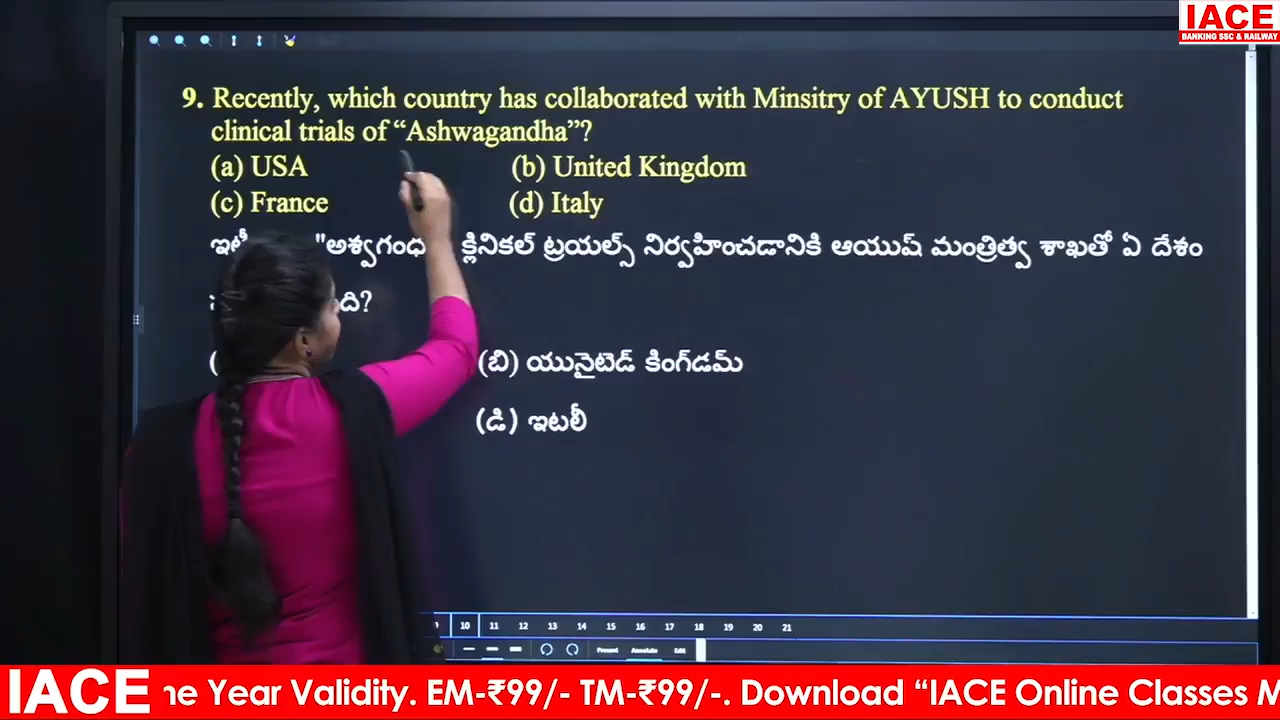 IACE
BANKING SSC & RAILWAY
9. Recently, which country has collaborated with Minsitry of AYUSH to conduct
clinical trials of “Ashwagandha”?
(a) USA (b) United Kingdom
(c) France (d) Italy
"అశ్వగంధ క్లినికల్ ట్రయల్స్ నిర్వహించడానికి ఆయుష్ మంత్రిత్వ శాఖతో ఏ దేశం
(బి) యునైటెడ్ కింగ్‌డమ్
(డి) ఇటలీ
10 11 12 13 14 15 16 17 18 19 20 21
Present Annotate Edit
IACE ne Year Validity. EM-₹99/- TM-₹99/-. Download “IACE Online Classes M